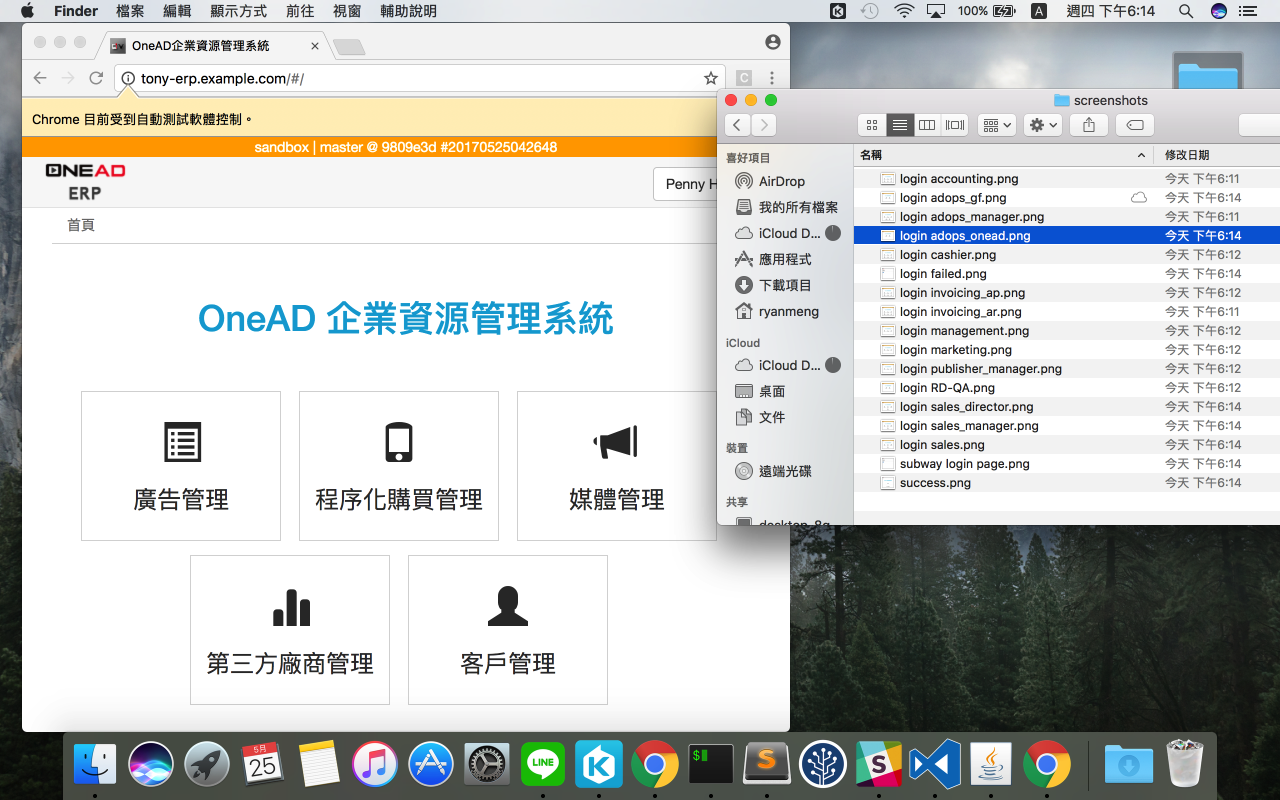 Finder 檔案 編輯 顯示方式 前往 視窗 輔助說明 100% A 週四 下午6:14
OneAD企業資源管理系統
tony-erp.example.com/#/
Chrome 目前受到自動測試軟體控制。
sandbox | master @ 9809e3d #20170525042648
ONEAD
ERP
Penny H
首頁
OneAD 企業資源管理系統
廣告管理
程序化購買管理
媒體管理
第三方廠商管理
客戶管理
screenshots
喜好項目
AirDrop
我的所有檔案
iCloud D...
應用程式
下載項目
ryanmeng
iCloud
iCloud D...
桌面
文件
裝置
遠端光碟
共享
名稱 修改日期
login accounting.png 今天 下午6:11
login adops_gf.png 今天 下午6:14
login adops_manager.png 今天 下午6:11
login adops_onead.png 今天 下午6:14
login cashier.png 今天 下午6:12
login failed.png 今天 下午6:14
login invoicing_ap.png 今天 下午6:12
login invoicing_ar.png 今天 下午6:11
login management.png 今天 下午6:12
login marketing.png 今天 下午6:12
login publisher_manager.png 今天 下午6:12
login RD-QA.png 今天 下午6:12
login sales_director.png 今天 下午6:14
login sales_manager.png 今天 下午6:14
login sales.png 今天 下午6:14
subway login page.png 今天 下午6:14
success.png 今天 下午6:14
5月
25
LINE